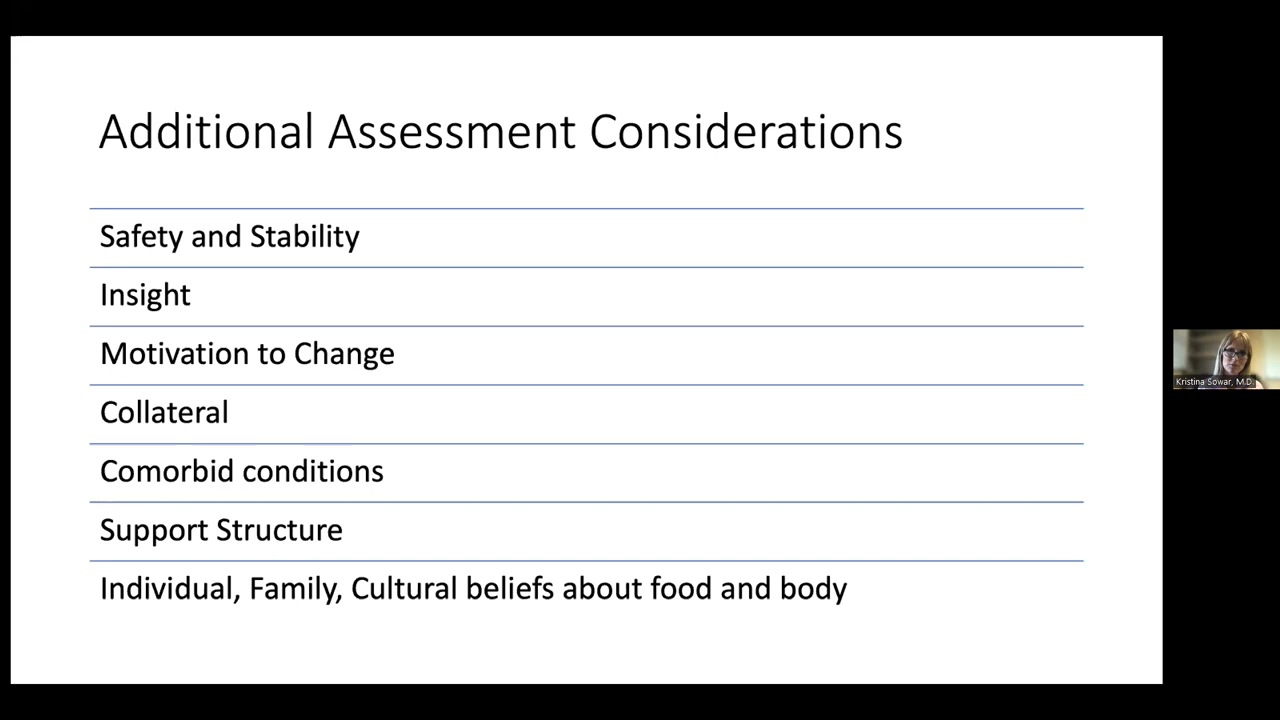 Additional Assessment Considerations
Safety and Stability
Insight
Motivation to Change
Collateral
Comorbid conditions
Support Structure
Individual, Family, Cultural beliefs about food and body
Kristina Sowar, M.D.